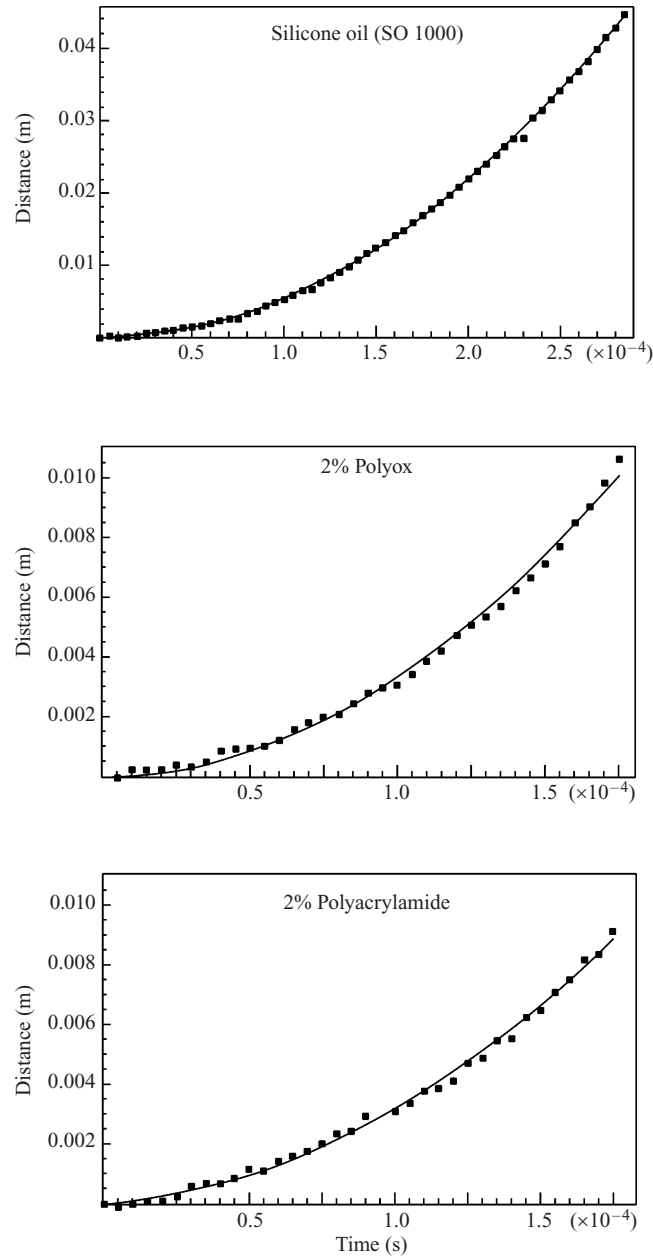 Silicone oil (SO 1000)
0.04
0.03
0.02
0.01
Distance (m)
0.5 1.0 1.5 2.0 2.5 (×10⁻⁴)
2% Polyox
0.010
0.008
0.006
0.004
0.002
Distance (m)
0.5 1.0 1.5 (×10⁻⁴)
2% Polyacrylamide
0.010
0.008
0.006
0.004
0.002
Distance (m)
0.5 1.0 1.5 (×10⁻⁴)
Time (s)